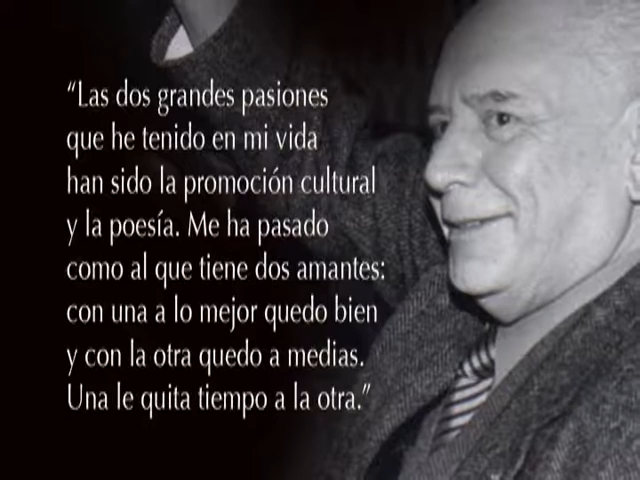 “Las dos grandes pasiones
que he tenido en mi vida
han sido la promoción cultural
y la poesía. Me ha pasado
como al que tiene dos amantes:
con una a lo mejor quedo bien
y con la otra quedo a medias.
Una le quita tiempo a la otra.”